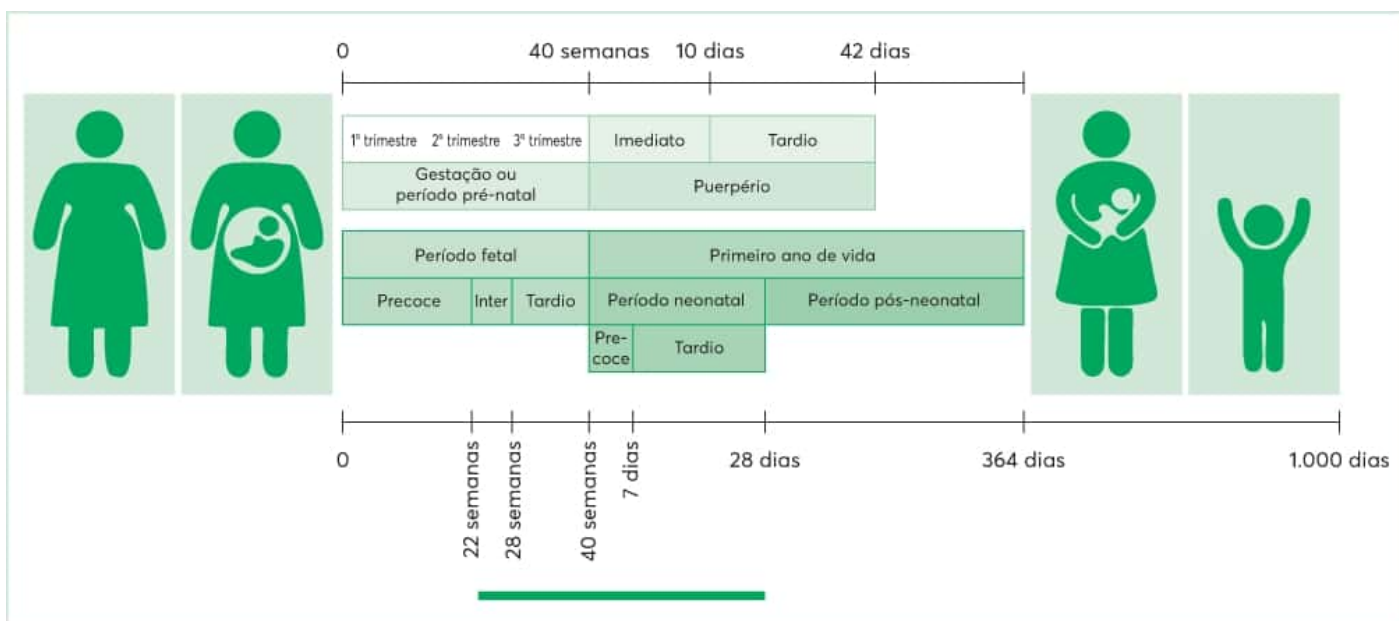 0 40 semanas 10 dias 42 dias
1º trimestre 2º trimestre 3º trimestre Imediato Tardio
Gestação ou
período pré-natal
Puerpério
Período fetal Primeiro ano de vida
Precoce Inter Tardio Período neonatal Período pós-neonatal
Pre-
coce
Tardio
0 22 semanas 28 semanas 40 semanas 7 dias 28 dias 364 dias 1.000 dias